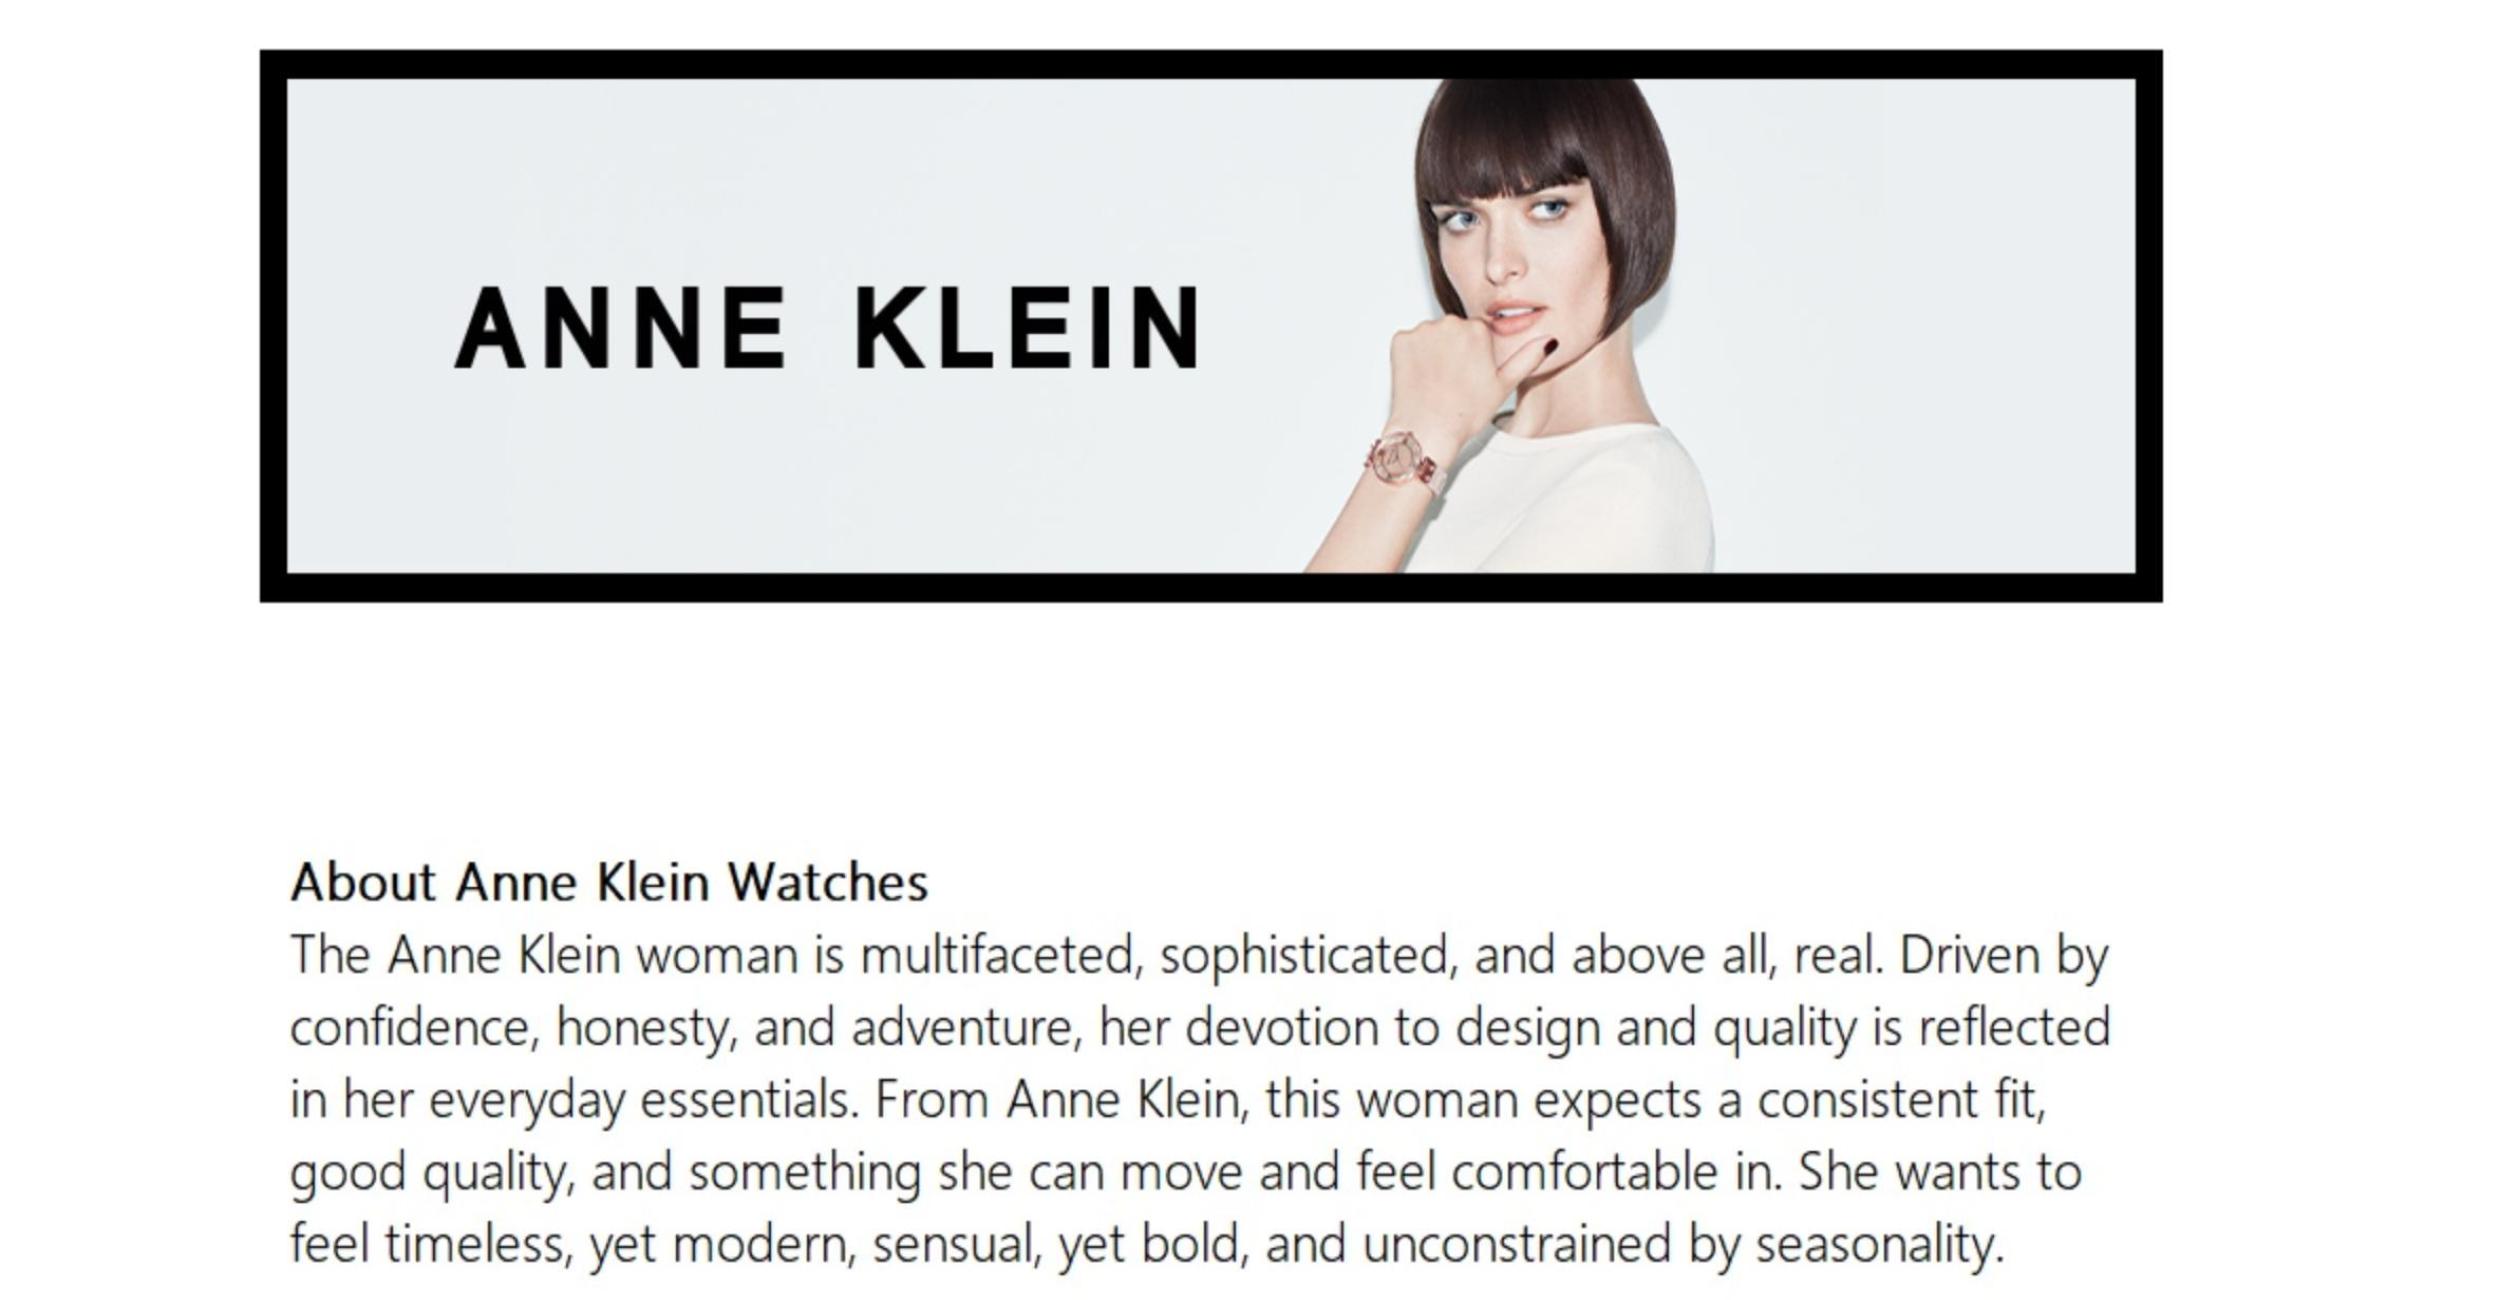 ANNE KLEIN
About Anne Klein Watches
The Anne Klein woman is multifaceted, sophisticated, and above all, real. Driven by
confidence, honesty, and adventure, her devotion to design and quality is reflected
in her everyday essentials. From Anne Klein, this woman expects a consistent fit,
good quality, and something she can move and feel comfortable in. She wants to
feel timeless, yet modern, sensual, yet bold, and unconstrained by seasonality.